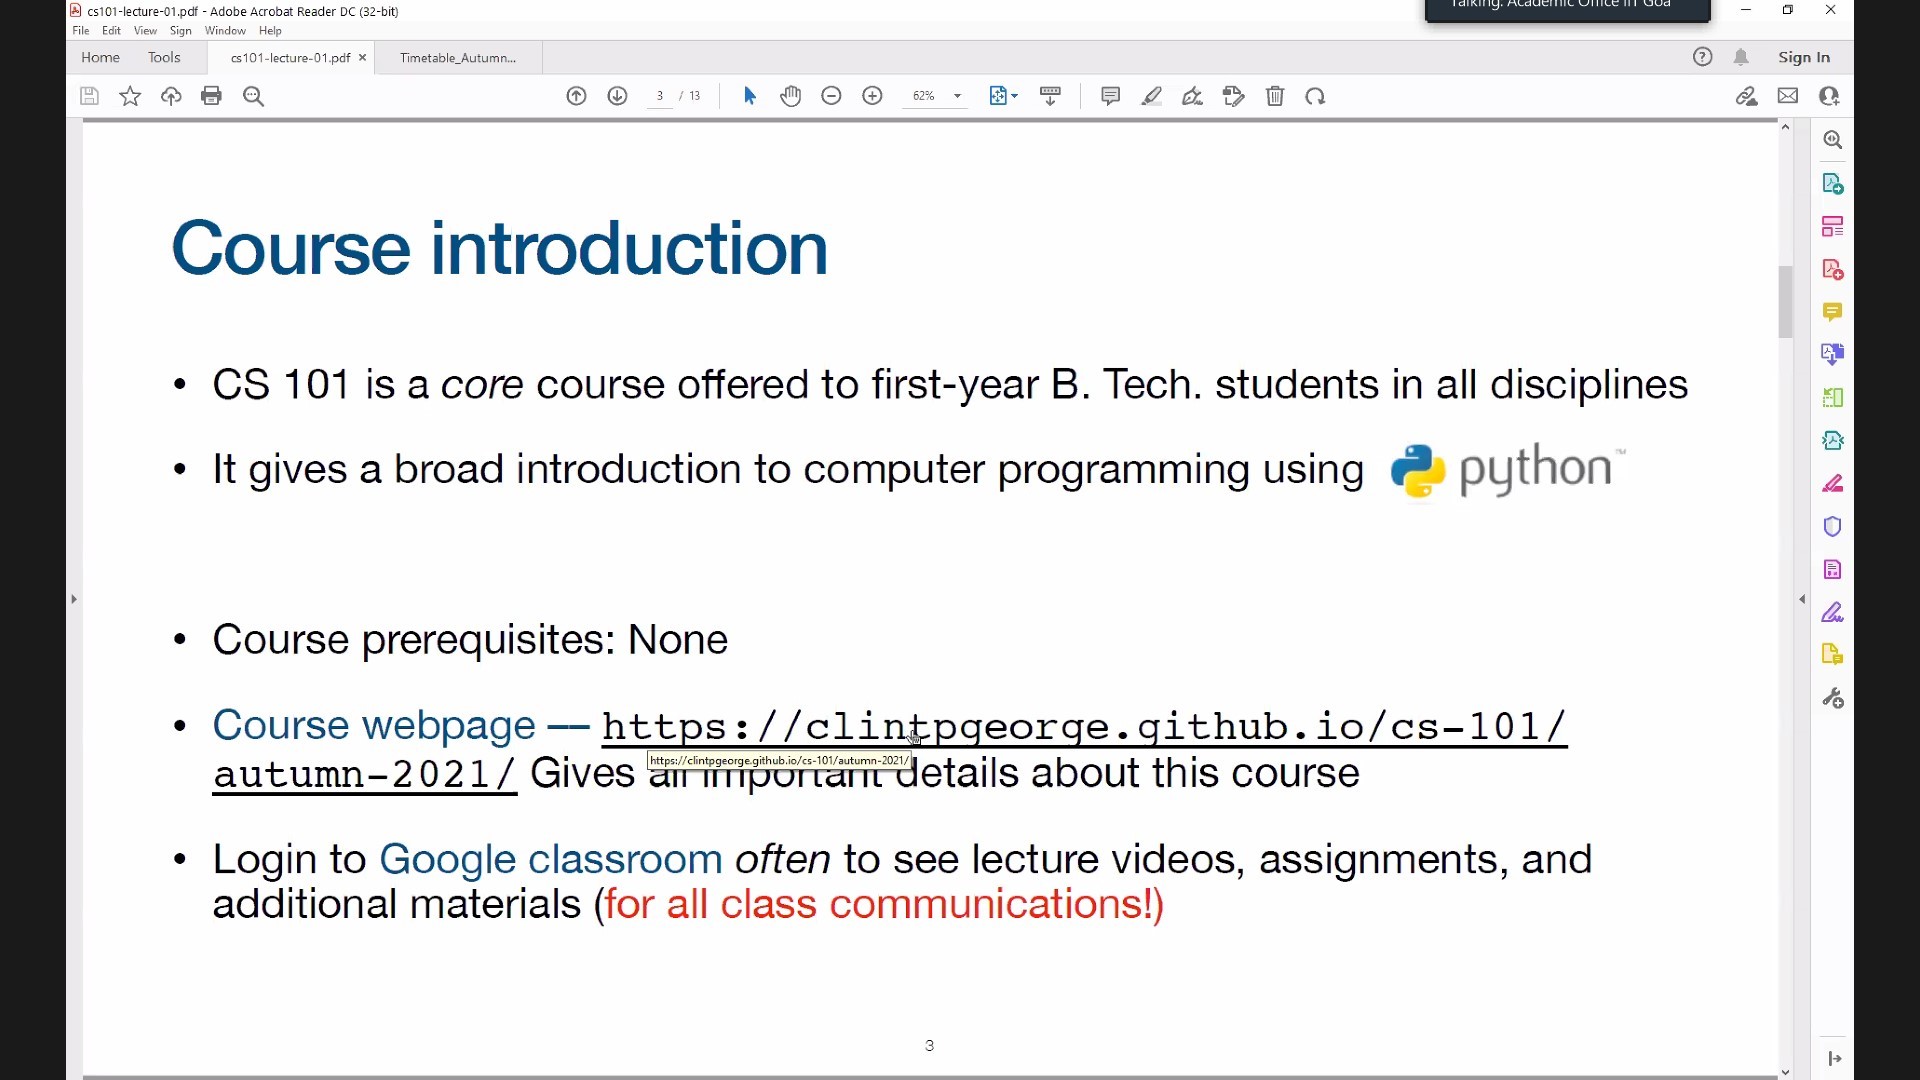 cs101-lecture-01.pdf - Adobe Acrobat Reader DC (32-bit)
Talking: Academic Office IIT Goa
File Edit View Sign Window Help
Home Tools cs101-lecture-01.pdf × Timetable_Autumn... Sign In
3 / 13 62%
Course introduction
• CS 101 is a core course offered to first-year B. Tech. students in all disciplines
• It gives a broad introduction to computer programming using python™
• Course prerequisites: None
• Course webpage –– https://clintpgeorge.github.io/cs-101/
https://clintpgeorge.github.io/cs-101/autumn-2021/
autumn-2021/ Gives all important details about this course
• Login to Google classroom often to see lecture videos, assignments, and
additional materials (for all class communications!)
3